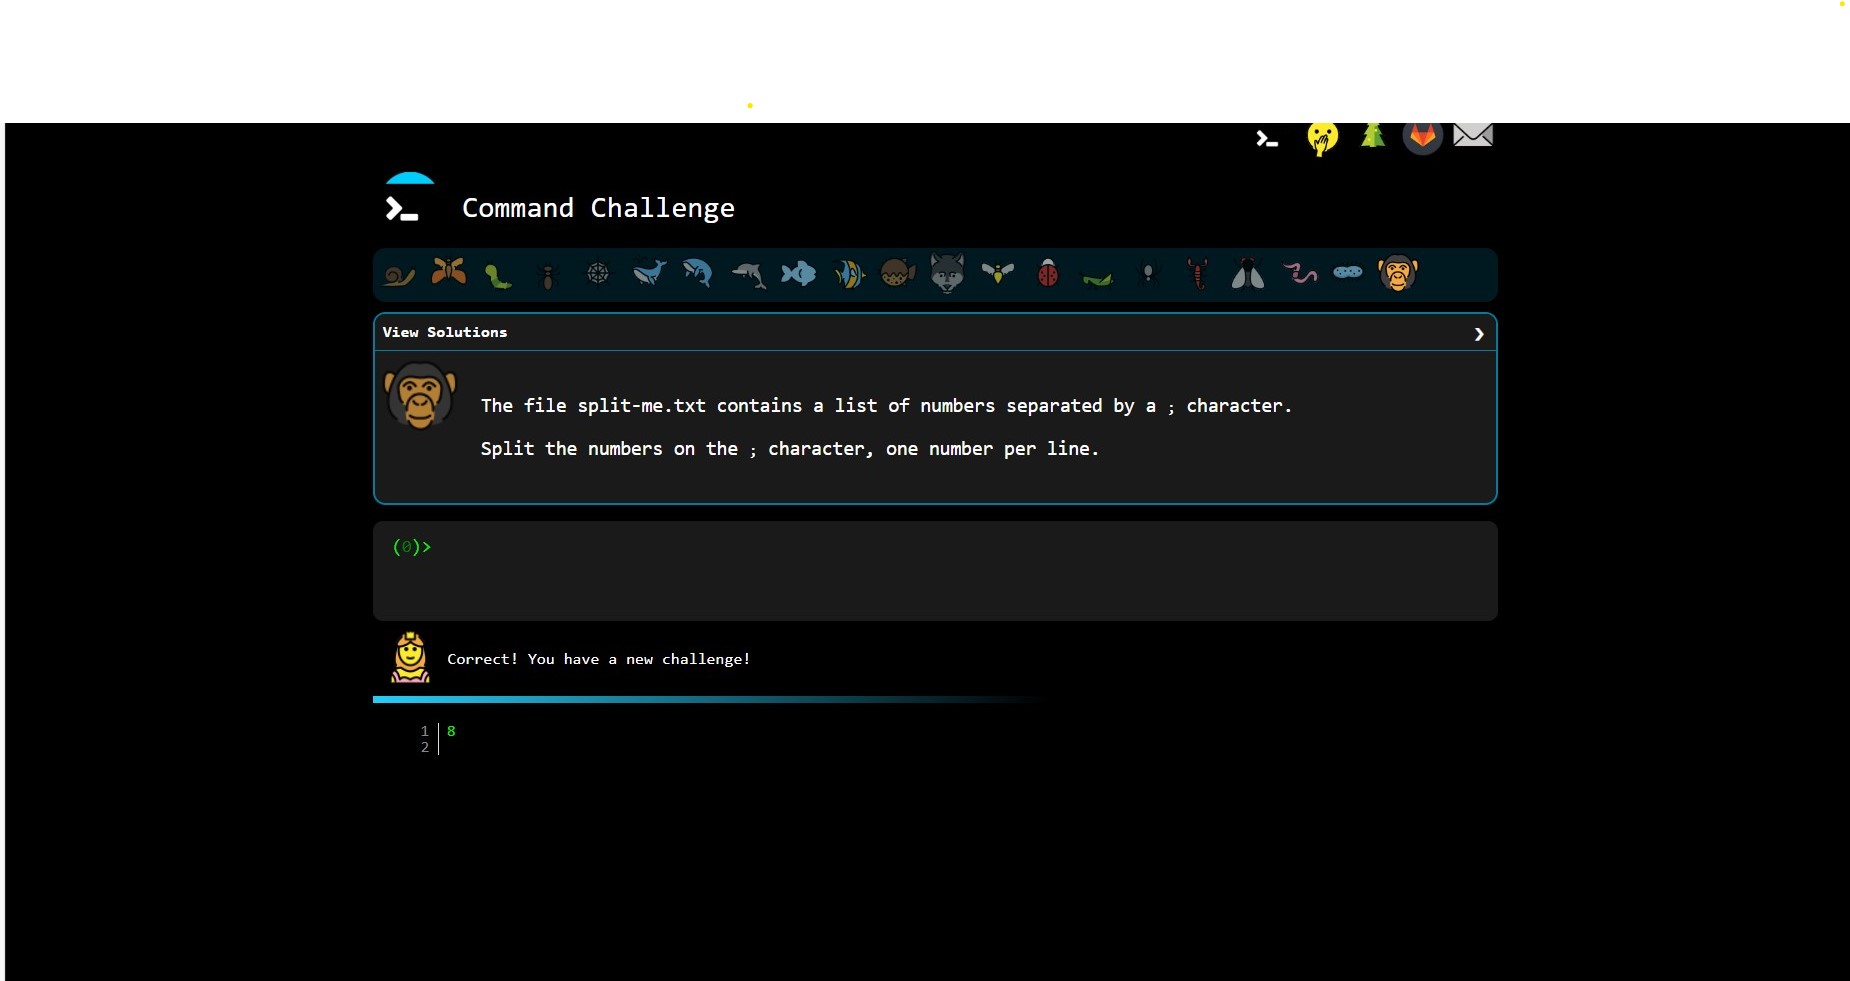 Command Challenge
View Solutions
The file split-me.txt contains a list of numbers separated by a ; character.
Split the numbers on the ; character, one number per line.
(0)>
Correct! You have a new challenge!
1 8
2